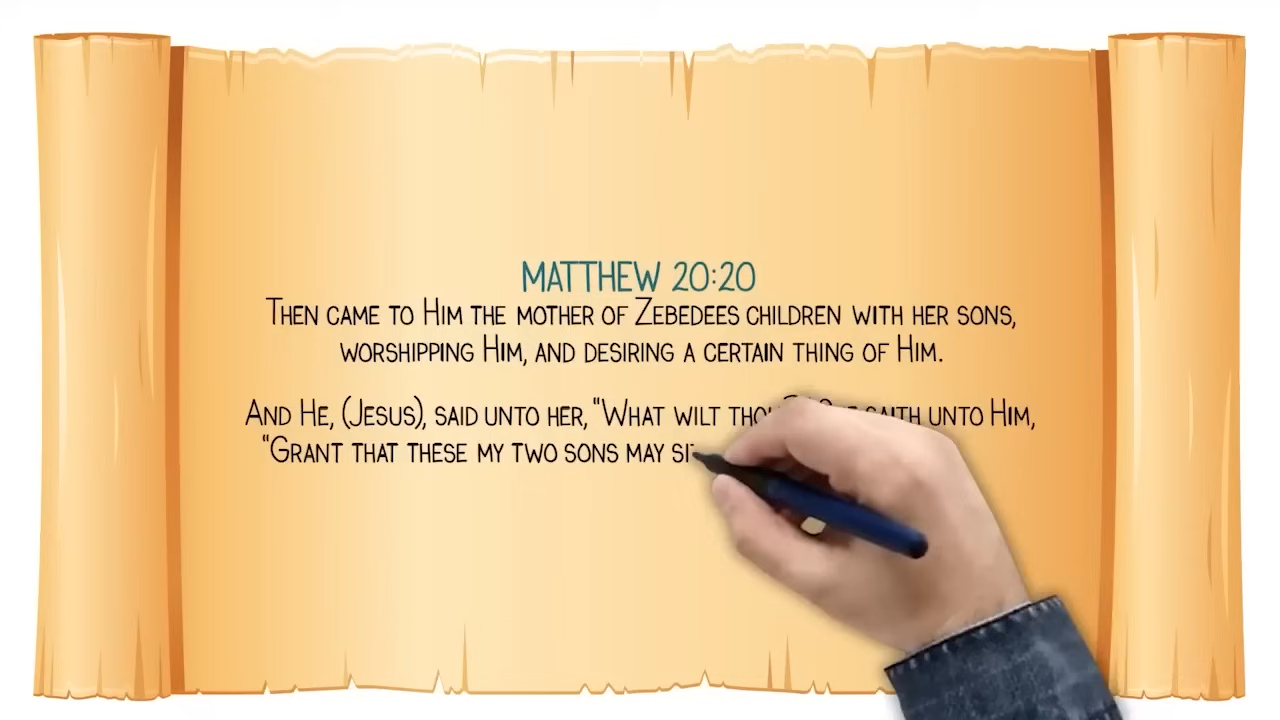 MATTHEW 20:20
THEN CAME TO HIM THE MOTHER OF ZEBEDEES CHILDREN WITH HER SONS,
WORSHIPPING HIM, AND DESIRING A CERTAIN THING OF HIM.
AND HE, (JESUS), SAID UNTO HER, "WHAT WILT SAITH UNTO HIM,
"GRANT THAT THESE MY TWO SONS MAY